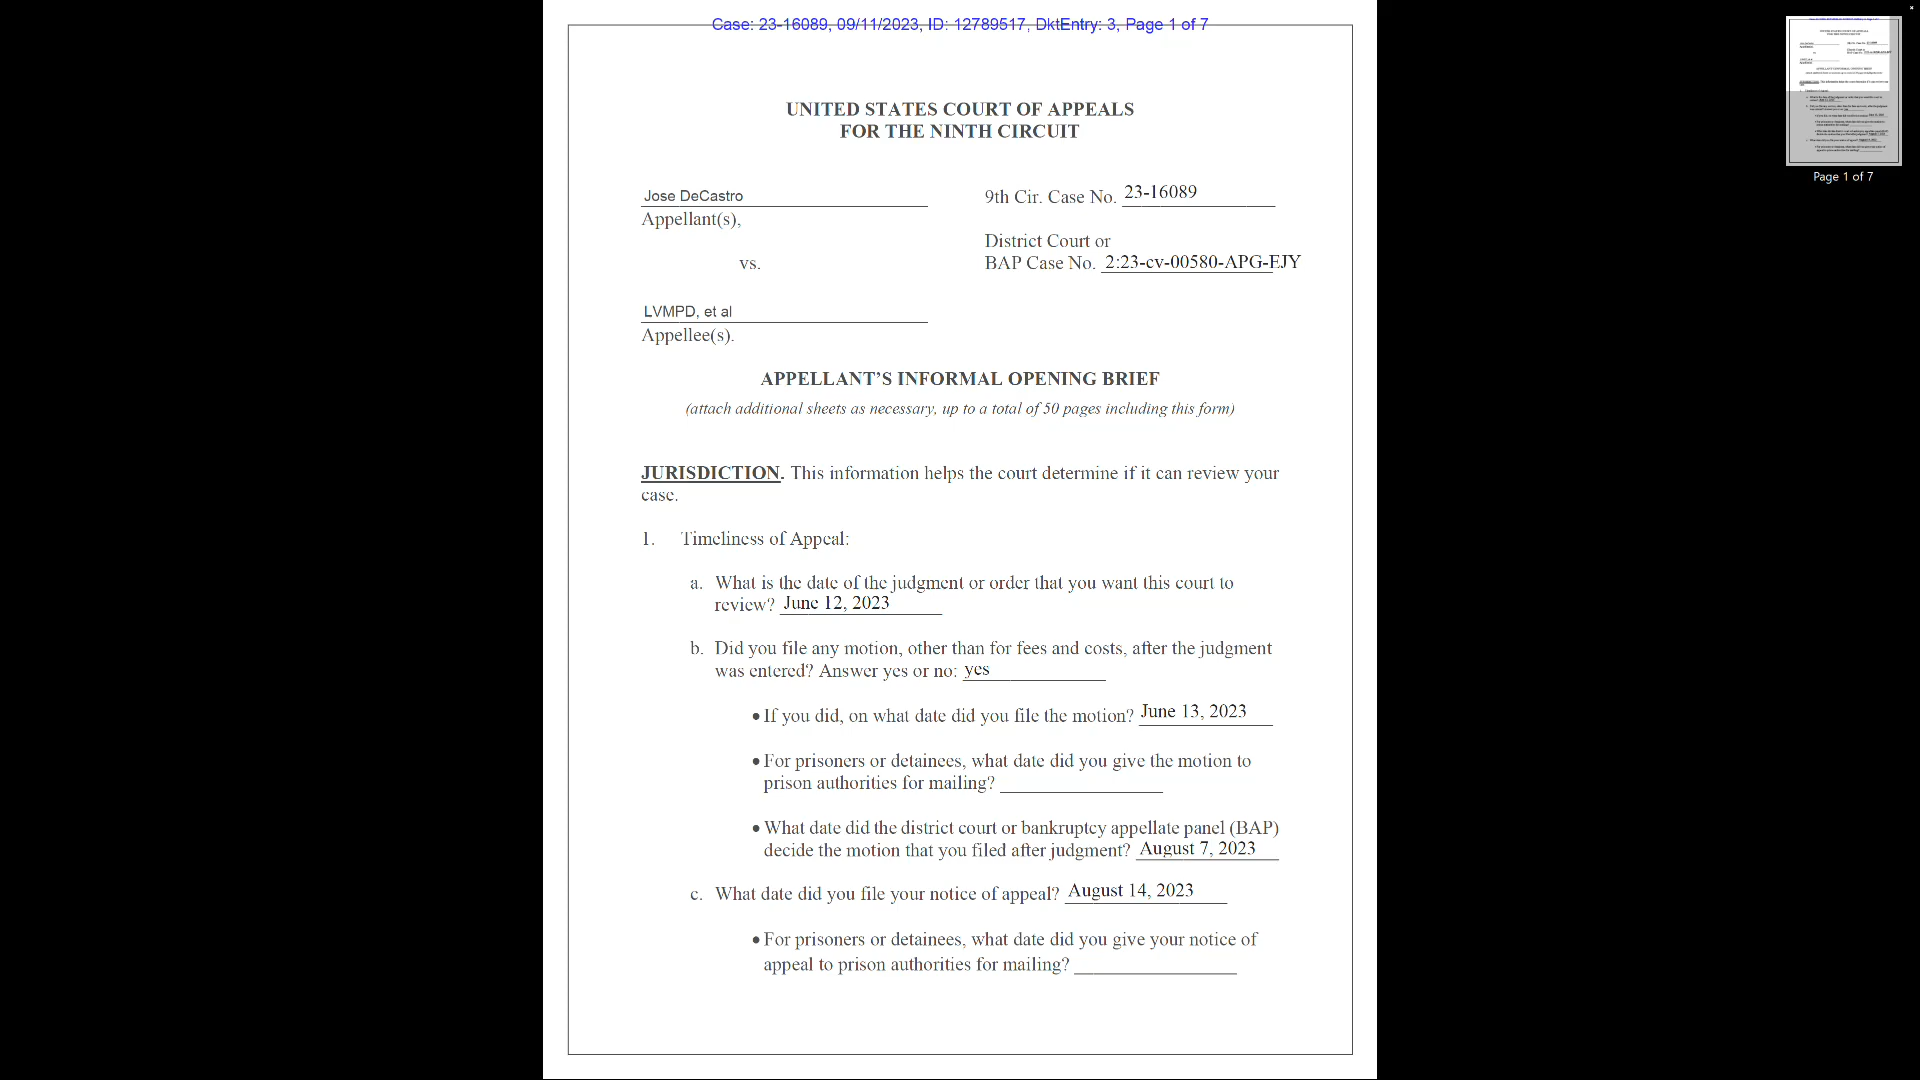 Case: 23-16089, 09/11/2023, ID: 12789517, DktEntry: 3, Page 1 of 7
UNITED STATES COURT OF APPEALS
FOR THE NINTH CIRCUIT
Jose DeCastro
Appellant(s),
vs.
LVMPD, et al
Appellee(s).
9th Cir. Case No. 23-16089
District Court or
BAP Case No. 2:23-cv-00580-APG-EJY
APPELLANT’S INFORMAL OPENING BRIEF
(attach additional sheets as necessary, up to a total of 50 pages including this form)
JURISDICTION. This information helps the court determine if it can review your
case.
1. Timeliness of Appeal:
a. What is the date of the judgment or order that you want this court to
review? June 12, 2023
b. Did you file any motion, other than for fees and costs, after the judgment
was entered? Answer yes or no: yes
• If you did, on what date did you file the motion? June 13, 2023
• For prisoners or detainees, what date did you give the motion to
prison authorities for mailing?
• What date did the district court or bankruptcy appellate panel (BAP)
decide the motion that you filed after judgment? August 7, 2023
c. What date did you file your notice of appeal? August 14, 2023
• For prisoners or detainees, what date did you give your notice of
appeal to prison authorities for mailing?
Page 1 of 7